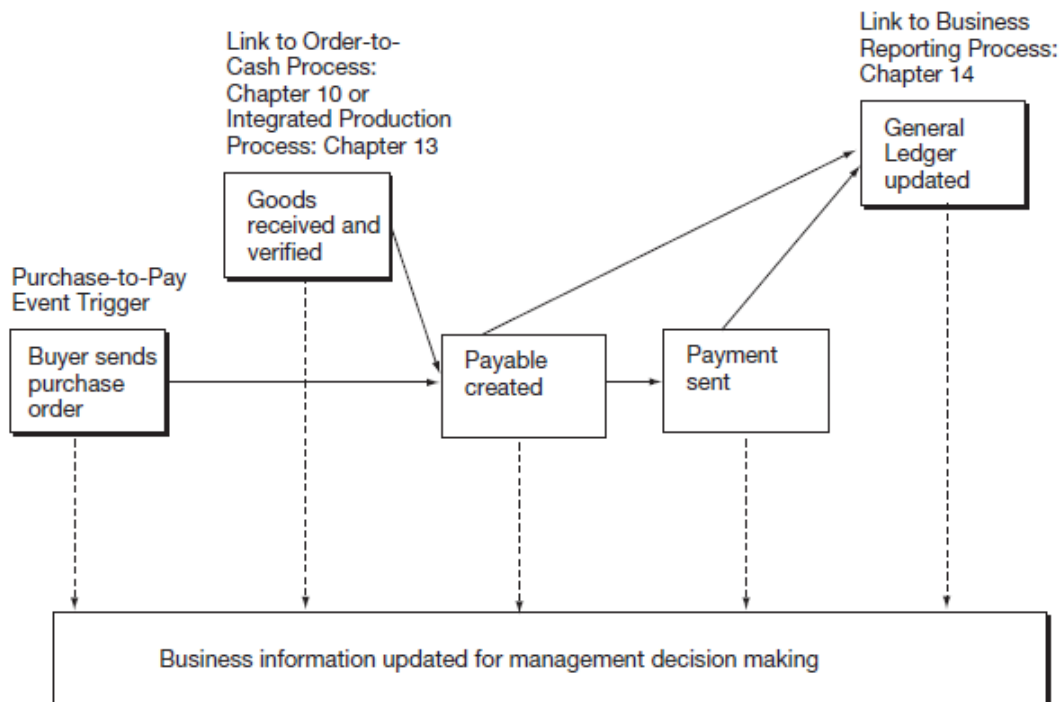 Link to Order-to-
Cash Process:
Chapter 10 or
Integrated Production
Process: Chapter 13
Link to Business
Reporting Process:
Chapter 14
General
Ledger
updated
Goods
received and
verified
Purchase-to-Pay
Event Trigger
Buyer sends
purchase
order
Payable
created
Payment
sent
Business information updated for management decision making